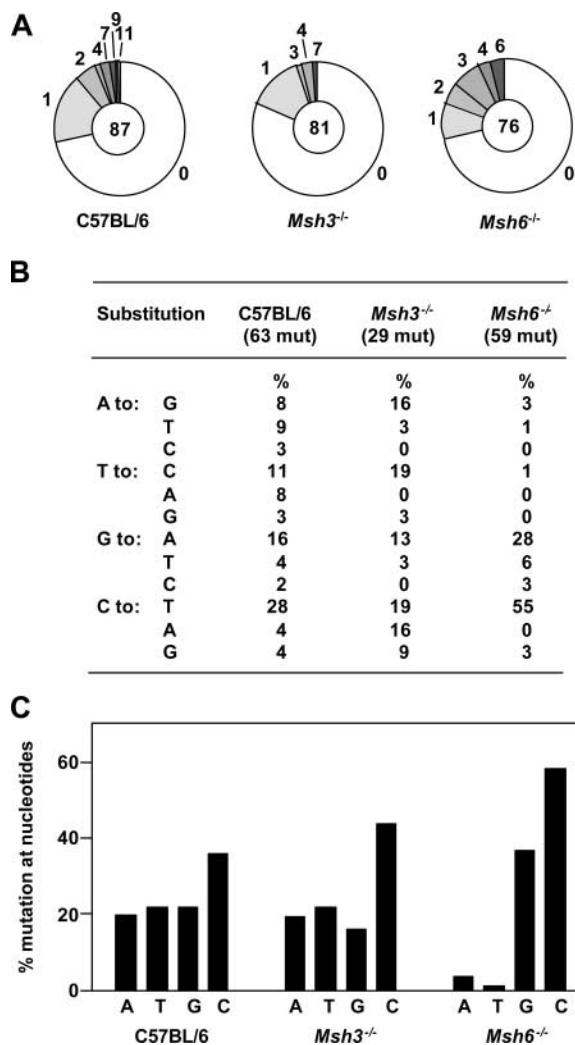 A
9
7 11
4
2
1
87
0
C57BL/6
4
3 7
1
81
0
Msh3-/-
4 6
3
2
1
76
0
Msh6-/-
B
Substitution C57BL/6 Msh3-/- Msh6-/-
(63 mut) (29 mut) (59 mut)
% % %
A to: G 8 16 3
T 9 3 1
C 3 0 0
T to: C 11 19 1
A 8 0 0
G 3 3 0
G to: A 16 13 28
T 4 3 6
C 2 0 3
C to: T 28 19 55
A 4 16 0
G 4 9 3
C
% mutation at nucleotides
60
40
20
0
A T G C A T G C A T G C
C57BL/6 Msh3-/- Msh6-/-